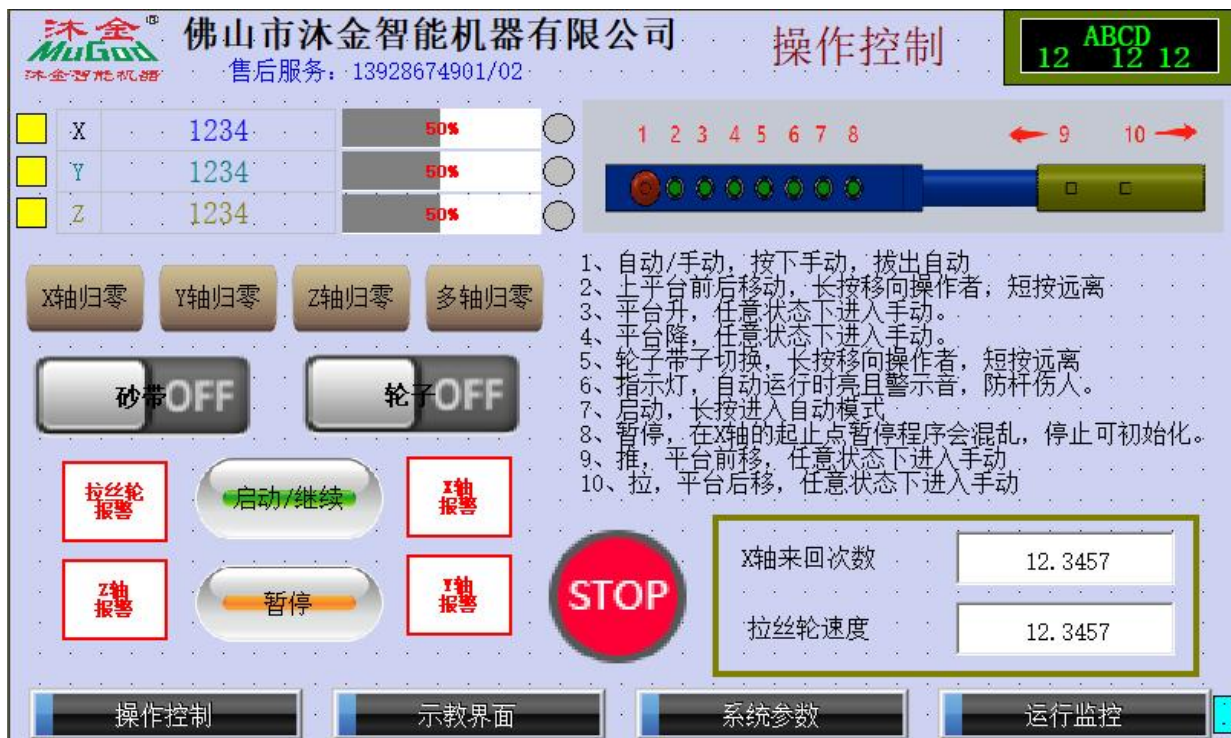 沐金®
MuGod
沐金智能机器
佛山市沐金智能机器有限公司
售后服务：13928674901/02
操作控制
ABCD
12 12 12
X 1234 50%
Y 1234 50%
Z 1234 50%
1 2 3 4 5 6 7 8 9 10
X轴归零 Y轴归零 Z轴归零 多轴归零
砂带OFF 轮子OFF
1、自动/手动，按下手动，拔出自动
2、上平台前后移动，长按移向操作者，短按远离
3、平台升，任意状态下进入手动。
4、平台降，任意状态下进入手动。
5、轮子带子切换，长按移向操作者，短按远离
6、指示灯，自动运行时亮且警示音，防杆伤人。
7、启动，长按进入自动模式
8、暂停，在X轴的起止点暂停程序会混乱，停止可初始化。
9、推，平台前移，任意状态下进入手动
10、拉，平台后移，任意状态下进入手动
拉丝轮
报警
启动/继续
X轴
报警
Z轴
报警
暂停
Y轴
报警
STOP
X轴来回次数 12.3457
拉丝轮速度 12.3457
操作控制 示教界面 系统参数 运行监控